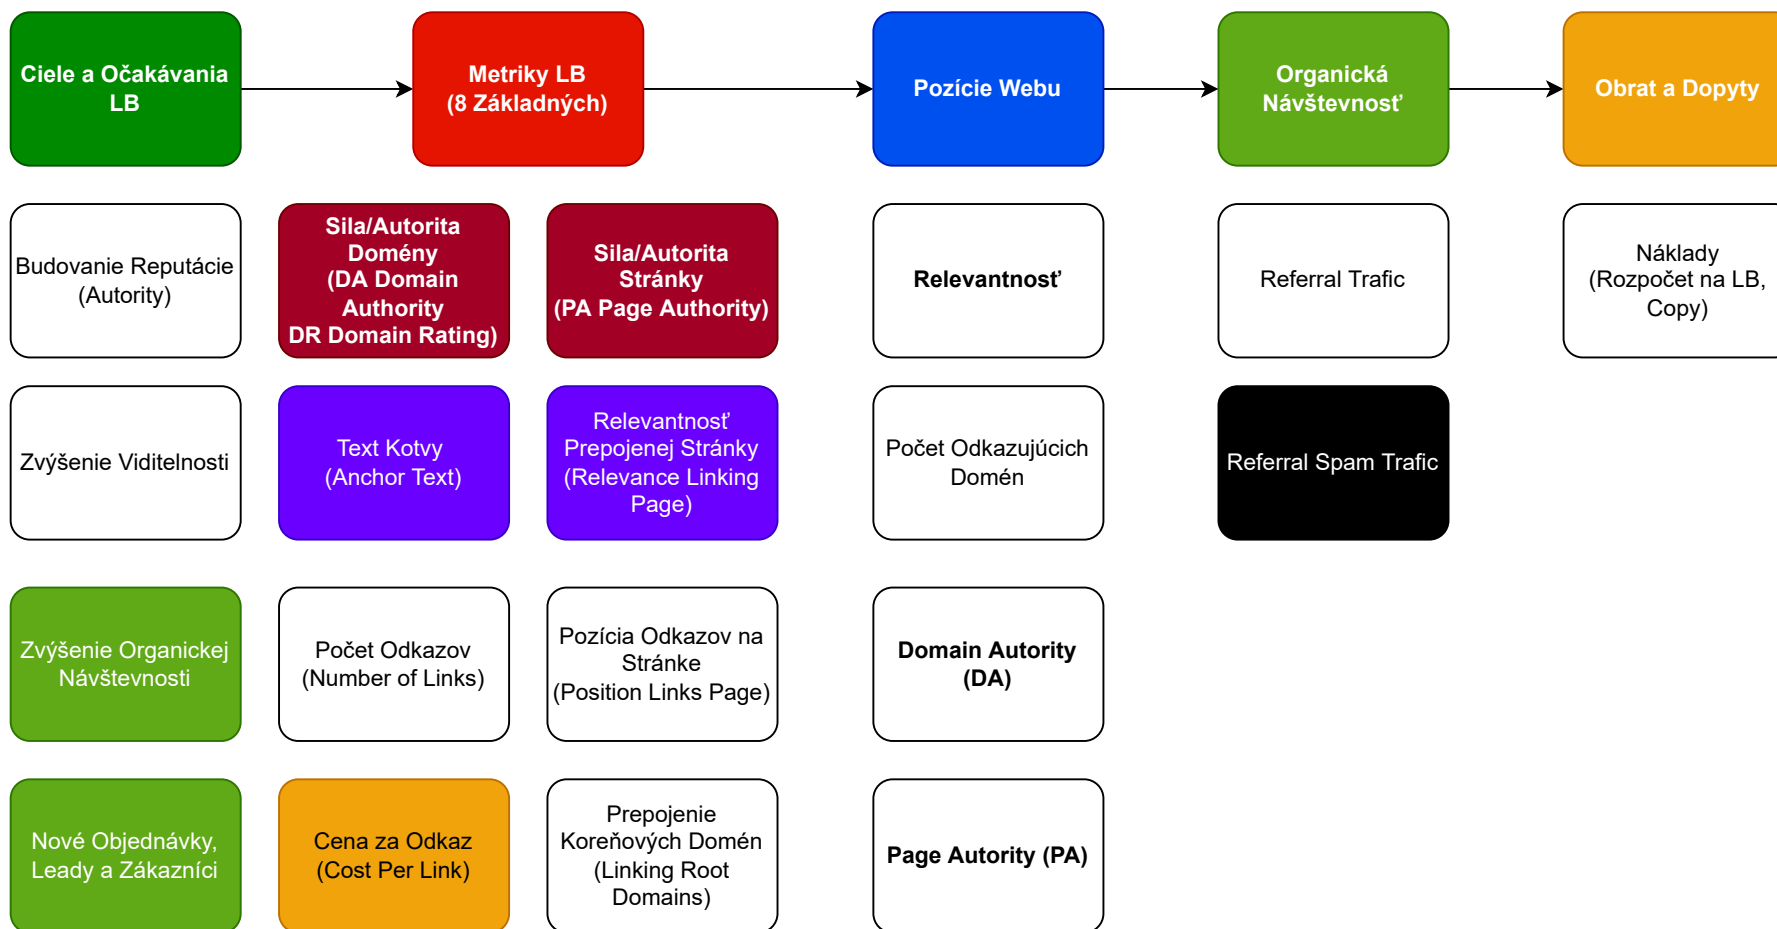 Ciele a Očakávania
LB
Metriky LB
(8 Základných)
Pozície Webu
Organická
Návštevnosť
Obrat a Dopyty
Budovanie Reputácie
(Autority)
Sila/Autorita
Domény
(DA Domain
Authority
DR Domain Rating)
Sila/Autorita
Stránky
(PA Page Authority)
Relevantnosť
Referral Trafic
Náklady
(Rozpočet na LB,
Copy)
Zvýšenie Viditelnosti
Text Kotvy
(Anchor Text)
Relevantnosť
Prepojenej Stránky
(Relevance Linking
Page)
Počet Odkazujúcich
Domén
Referral Spam Trafic
Zvýšenie Organickej
Návštevnosti
Počet Odkazov
(Number of Links)
Pozícia Odkazov na
Stránke
(Position Links Page)
Domain Autority
(DA)
Nové Objednávky,
Leady a Zákazníci
Cena za Odkaz
(Cost Per Link)
Prepojenie
Koreňových Domén
(Linking Root
Domains)
Page Autority (PA)